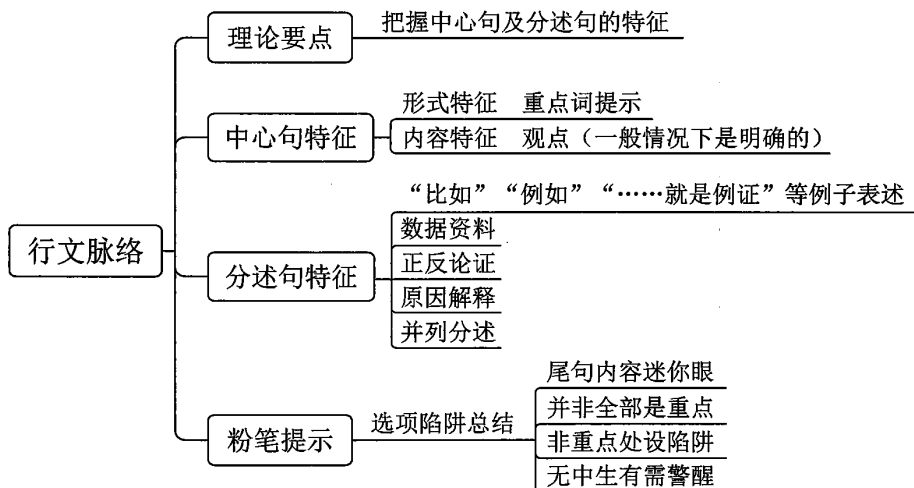 理论要点
把握中心句及分述句的特征
中心句特征
形式特征 重点词提示
内容特征 观点（一般情况下是明确的）
行文脉络
分述句特征
“比如”“例如”“……就是例证”等例子表述
数据资料
正反论证
原因解释
并列分述
粉笔提示
选项陷阱总结
尾句内容迷你眼
并非全部是重点
非重点处设陷阱
无中生有需警醒